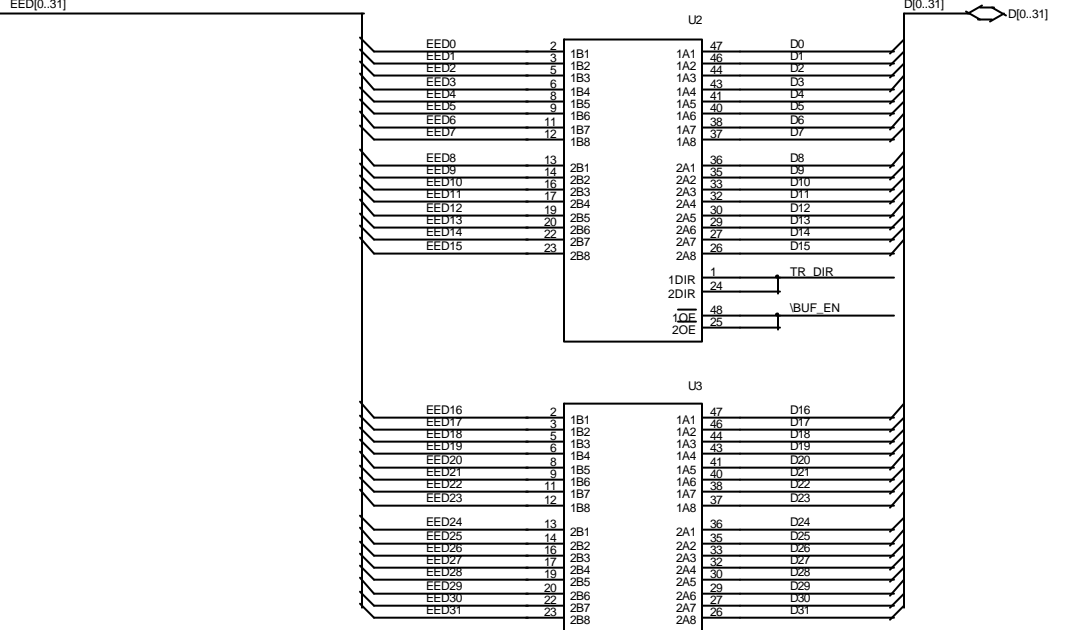 EED[0..31]
D[0..31]
D[0..31]
U2
EED0 2 1B1 1A1 47 D0
EED1 3 1B2 1A2 46 D1
EED2 5 1B3 1A3 44 D2
EED3 6 1B4 1A4 43 D3
EED4 8 1B5 1A5 41 D4
EED5 9 1B6 1A6 40 D5
EED6 11 1B7 1A7 38 D6
EED7 12 1B8 1A8 37 D7
EED8 13 2B1 2A1 36 D8
EED9 14 2B2 2A2 35 D9
EED10 16 2B3 2A3 33 D10
EED11 17 2B4 2A4 32 D11
EED12 19 2B5 2A5 30 D12
EED13 20 2B6 2A6 29 D13
EED14 22 2B7 2A7 27 D14
EED15 23 2B8 2A8 26 D15
1DIR 1 TR_DIR
2DIR 24
1OE 48 \BUF_EN
2OE 25
U3
EED16 2 1B1 1A1 47 D16
EED17 3 1B2 1A2 46 D17
EED18 5 1B3 1A3 44 D18
EED19 6 1B4 1A4 43 D19
EED20 8 1B5 1A5 41 D20
EED21 9 1B6 1A6 40 D21
EED22 11 1B7 1A7 38 D22
EED23 12 1B8 1A8 37 D23
EED24 13 2B1 2A1 36 D24
EED25 14 2B2 2A2 35 D25
EED26 16 2B3 2A3 33 D26
EED27 17 2B4 2A4 32 D27
EED28 19 2B5 2A5 30 D28
EED29 20 2B6 2A6 29 D29
EED30 22 2B7 2A7 27 D30
EED31 23 2B8 2A8 26 D31